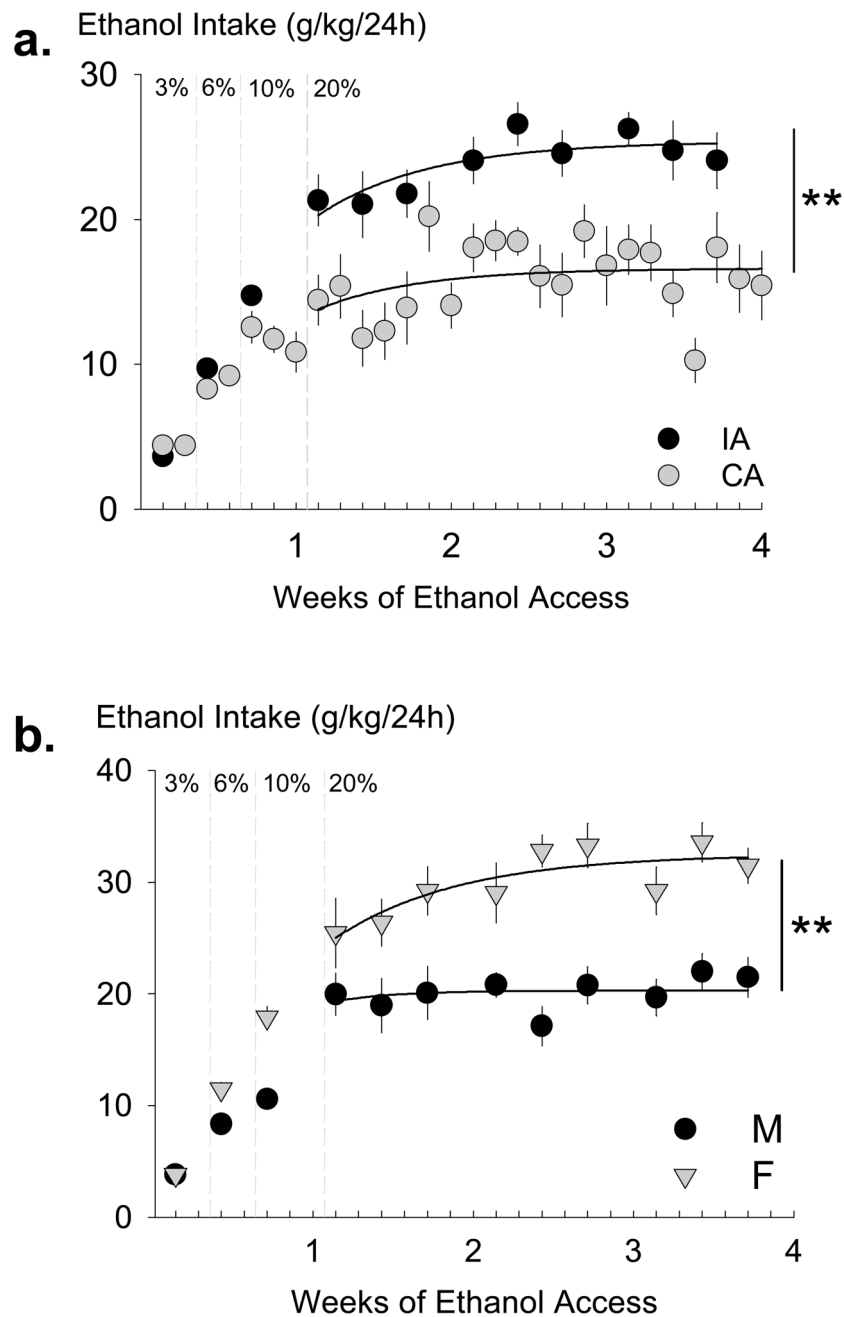 Ethanol Intake (g/kg/24h)
a.
30
3% 6% 10% 20%
20
**
10
IA
CA
0
1 2 3 4
Weeks of Ethanol Access
Ethanol Intake (g/kg/24h)
b.
40
3% 6% 10% 20%
30
**
20
10
M
F
0
1 2 3 4
Weeks of Ethanol Access